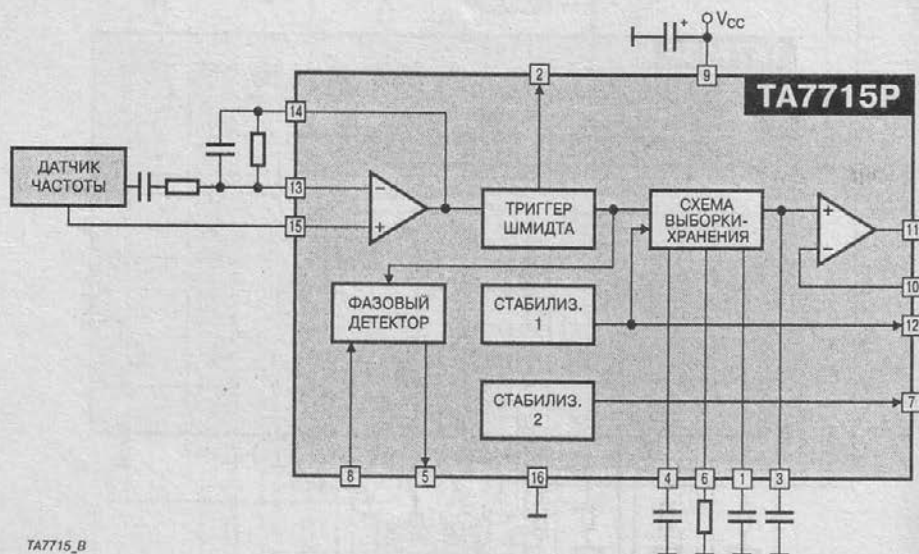 VCC
2
9
TA7715P
14
ДАТЧИК
ЧАСТОТЫ
13
15
ТРИГГЕР
ШМИДТА
СХЕМА
ВЫБОРКИ-
ХРАНЕНИЯ
11
10
ФАЗОВЫЙ
ДЕТЕКТОР
СТАБИЛИЗ.
1
12
СТАБИЛИЗ.
2
7
8
5
16
4
6
1
3
TA7715_B